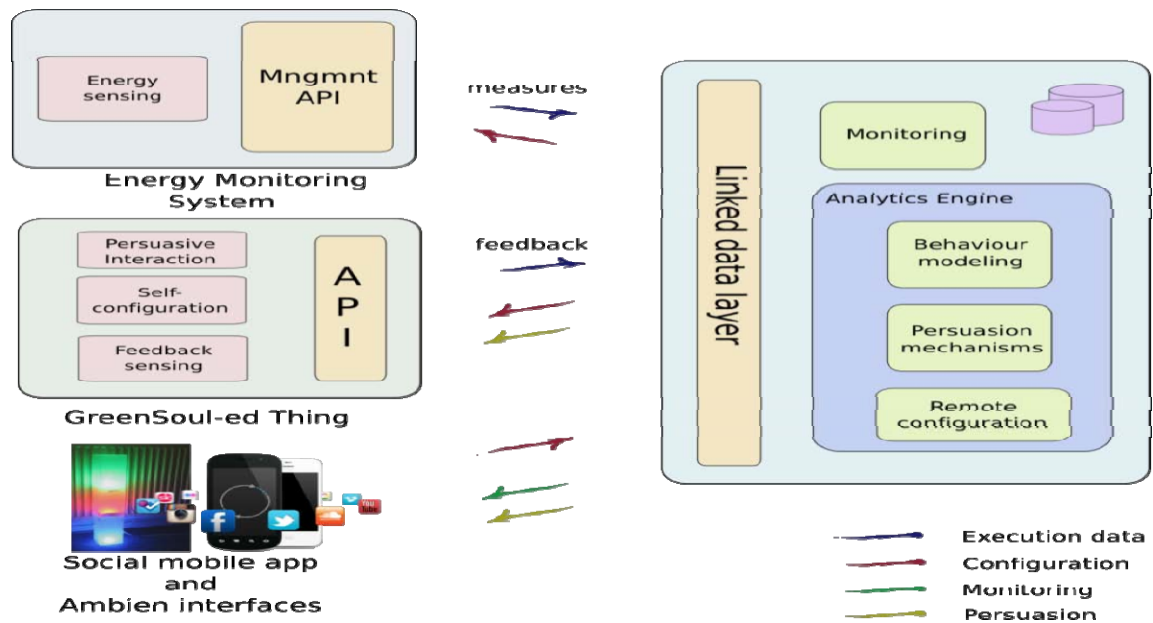 Energy
sensing
Mngmnt
API
Energy Monitoring
System
measures
Persuasive
Interaction
Self-
configuration
Feedback
sensing
A
P
I
GreenSoul-ed Thing
feedback
Social mobile app
and
Ambien interfaces
You
Tube
Linked data layer
Monitoring
Analytics Engine
Behaviour
modeling
Persuasion
mechanisms
Remote
configuration
Execution data
Configuration
Monitoring
Persuasion